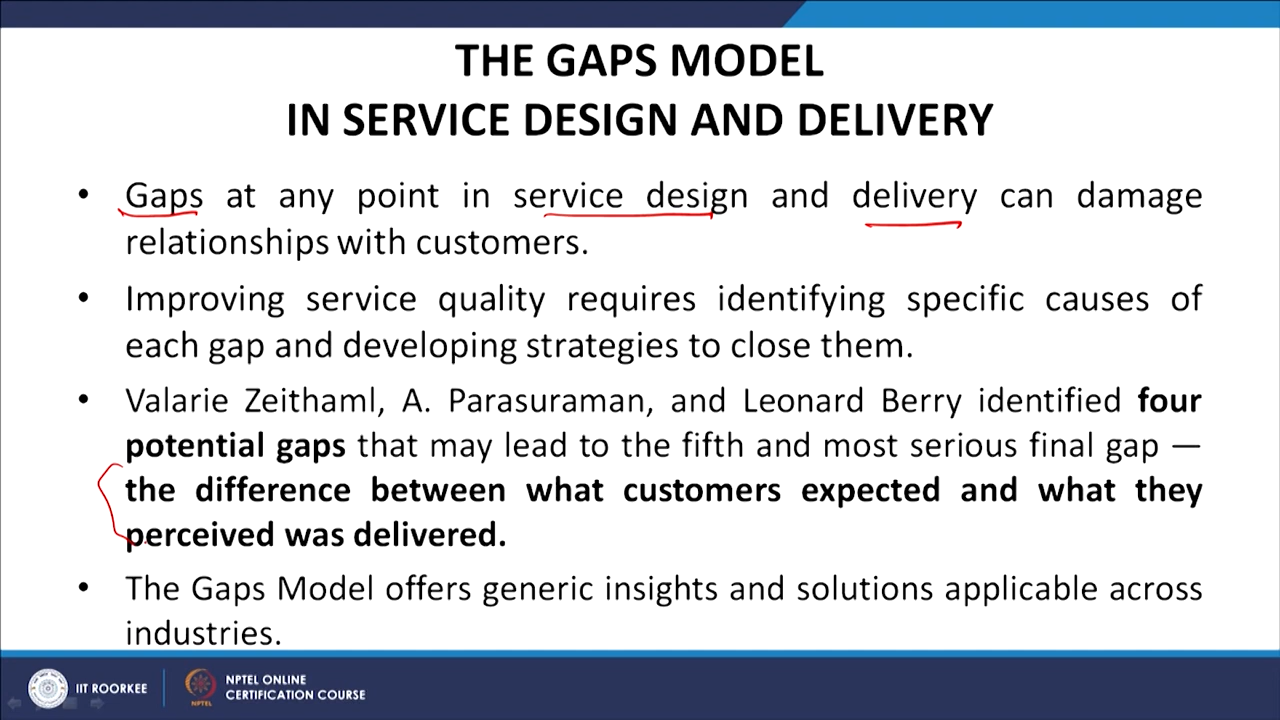 THE GAPS MODEL
IN SERVICE DESIGN AND DELIVERY
• Gaps at any point in service design and delivery can damage
relationships with customers.
• Improving service quality requires identifying specific causes of
each gap and developing strategies to close them.
• Valarie Zeithaml, A. Parasuraman, and Leonard Berry identified four
potential gaps that may lead to the fifth and most serious final gap —
the difference between what customers expected and what they
perceived was delivered.
• The Gaps Model offers generic insights and solutions applicable across
industries.
IIT ROORKEE
NPTEL
NPTEL ONLINE
CERTIFICATION COURSE